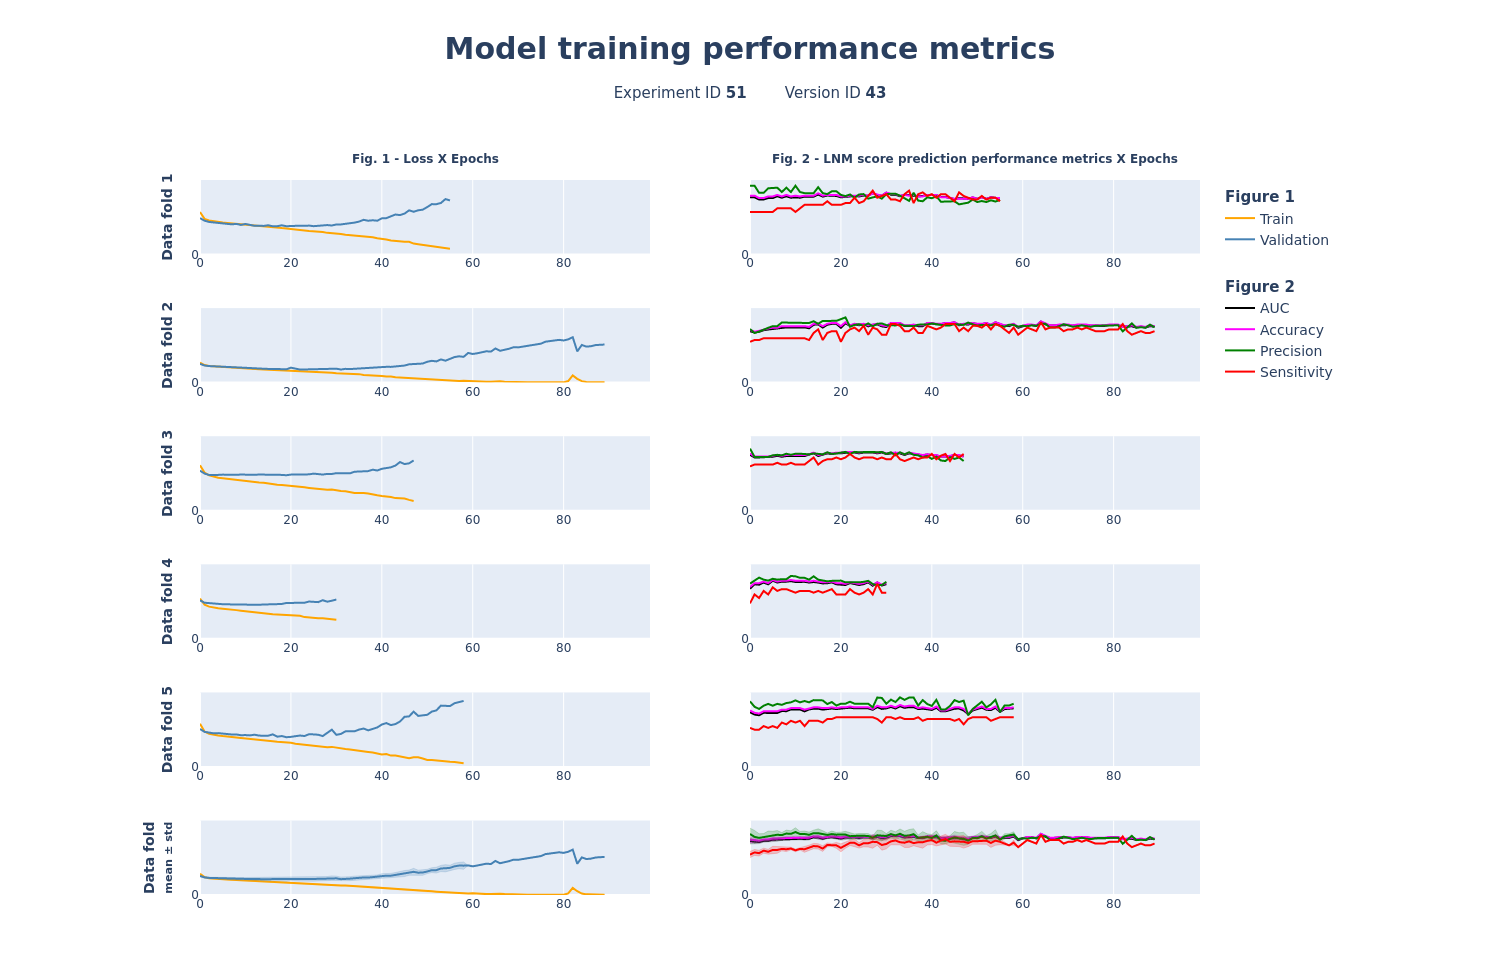 Model training performance metrics
Experiment ID 51 Version ID 43
Fig. 1 - Loss X Epochs
Fig. 2 - LNM score prediction performance metrics X Epochs
Data fold 1
0
0 20 40 60 80
0
0 20 40 60 80
Data fold 2
0
0 20 40 60 80
0
0 20 40 60 80
Data fold 3
0
0 20 40 60 80
0
0 20 40 60 80
Data fold 4
0
0 20 40 60 80
0
0 20 40 60 80
Data fold 5
0
0 20 40 60 80
0
0 20 40 60 80
Data fold
mean ± std
0
0 20 40 60 80
0
0 20 40 60 80
Figure 1
Train
Validation
Figure 2
AUC
Accuracy
Precision
Sensitivity